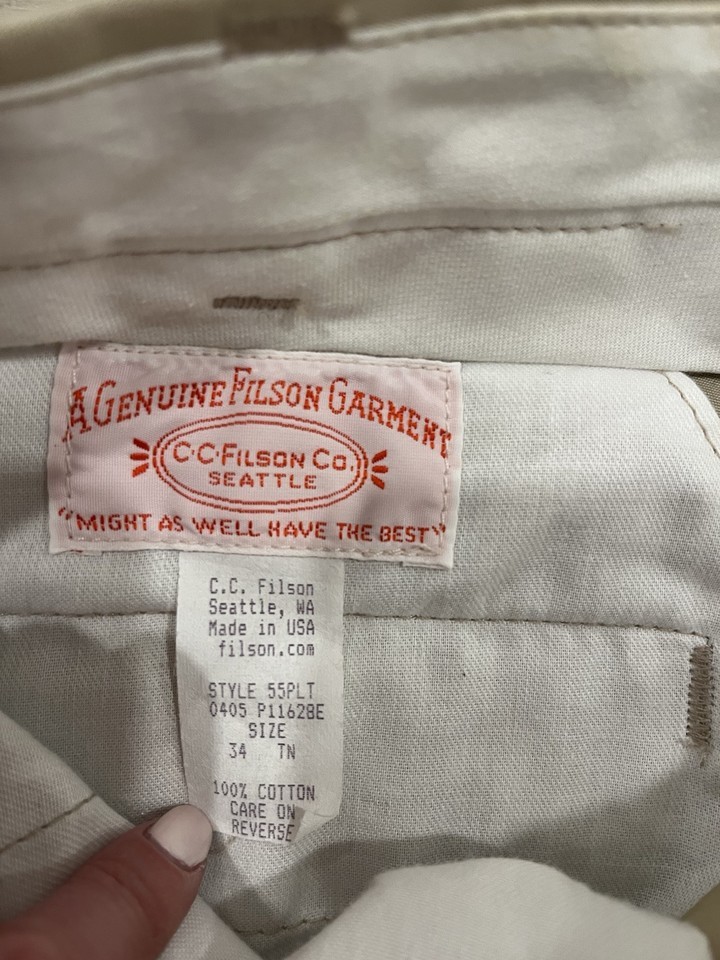 A GENUINE FILSON GARMENT
C·C·FILSON CO.
SEATTLE
"MIGHT AS WELL HAVE THE BEST"
C.C. Filson
Seattle, WA
Made in USA
filson.com
STYLE 55PLT
0405 P11628E
SIZE
34 TN
100% COTTON
CARE ON
REVERSE